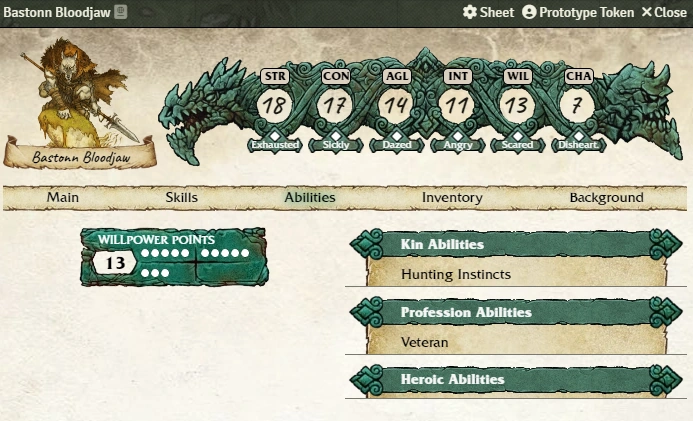 Bastonn Bloodjaw
Sheet Prototype Token Close
STR CON AGL INT WIL CHA
18 17 14 11 13 7
Exhausted Sickly Dazed Angry Scared Disheart.
Bastonn Bloodjaw
Main Skills Abilities Inventory Background
WILLPOWER POINTS
13
Kin Abilities
Hunting Instincts
Profession Abilities
Veteran
Heroic Abilities